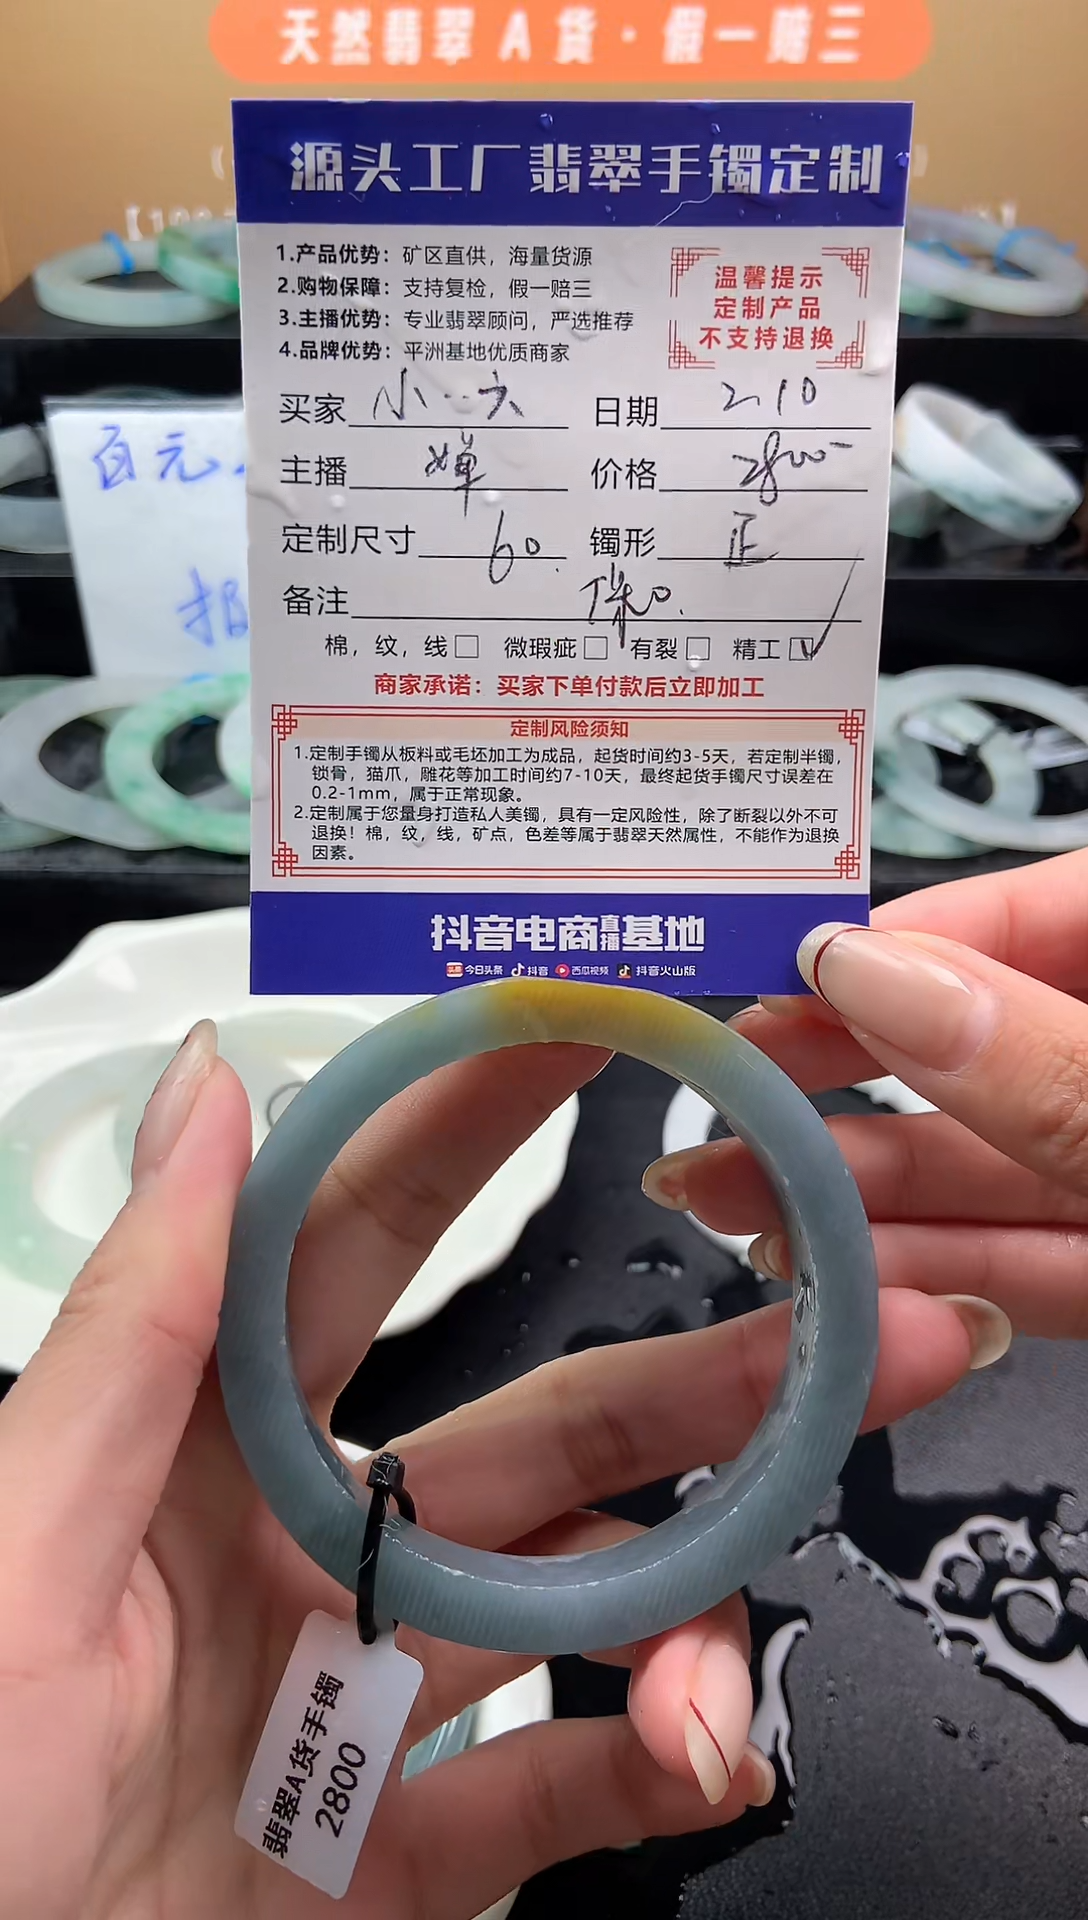 天然翡翠 A 货·假一赔三
源头工厂翡翠手镯定制
1.产品优势：矿区直供，海量货源
2.购物保障：支持复检，假一赔三
3.主播优势：专业翡翠顾问，严选推荐
4.品牌优势：平洲基地优质商家
温馨提示
定制产品
不支持退换
买家 小..六 日期 2.10
主播 婵 价格 2800-
定制尺寸 60. 镯形 正
备注
棉，纹，线□ 微瑕疵□ 有裂□ 精工☑
商家承诺：买家下单付款后立即加工
定制风险须知
1.定制手镯从板料或毛坯加工为成品，起货时间约3-5天，若定制半镯，
锁骨，猫爪，雕花等加工时间约7-10天，最终起货手镯尺寸误差在
0.2-1mm，属于正常现象。
2.定制属于您量身打造私人美镯，具有一定风险性，除了断裂以外不可
退换！棉，纹，线，矿点，色差等属于翡翠天然属性，不能作为退换
因素。
抖音电商直播基地
头条 今日头条 抖音 西瓜视频 抖音火山版
百元
报
翡翠A货手镯
2800